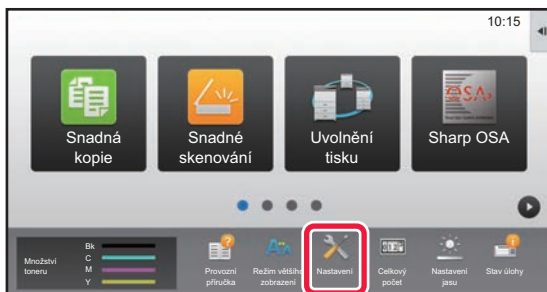 10:15
Snadná
kopie
Snadné
skenování
Uvolnění
tisku
Sharp OSA
Množství
toneru
Bk
C
M
Y
Provozní
příručka
Režim většího
zobrazení
Nastavení
Celkový
počet
Nastavení
jasu
Stav úlohy